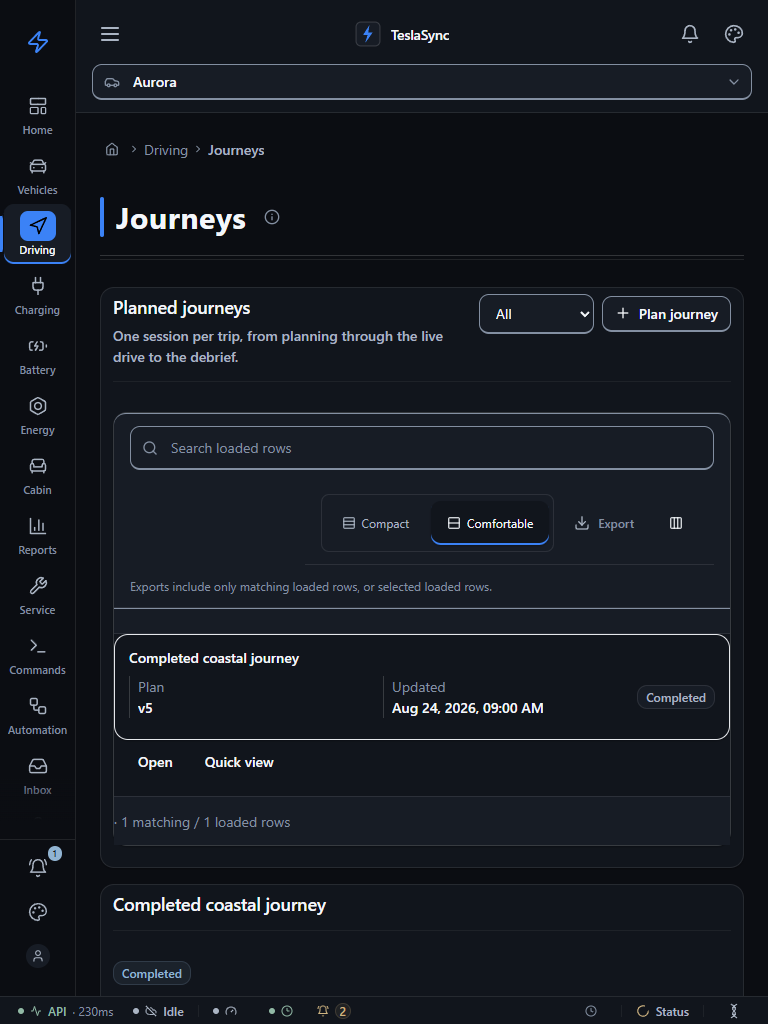 TeslaSync
Aurora
Home
Vehicles
Driving
Charging
Battery
Energy
Cabin
Reports
Service
Commands
Automation
Inbox
1
Driving
Journeys
Journeys
Planned journeys
One session per trip, from planning through the live
drive to the debrief.
All
Plan journey
Search loaded rows
Compact
Comfortable
Export
Exports include only matching loaded rows, or selected loaded rows.
Completed coastal journey
Plan
v5
Updated
Aug 24, 2026, 09:00 AM
Completed
Open
Quick view
· 1 matching / 1 loaded rows
Completed coastal journey
Completed
API · 230ms
Idle
2
Status